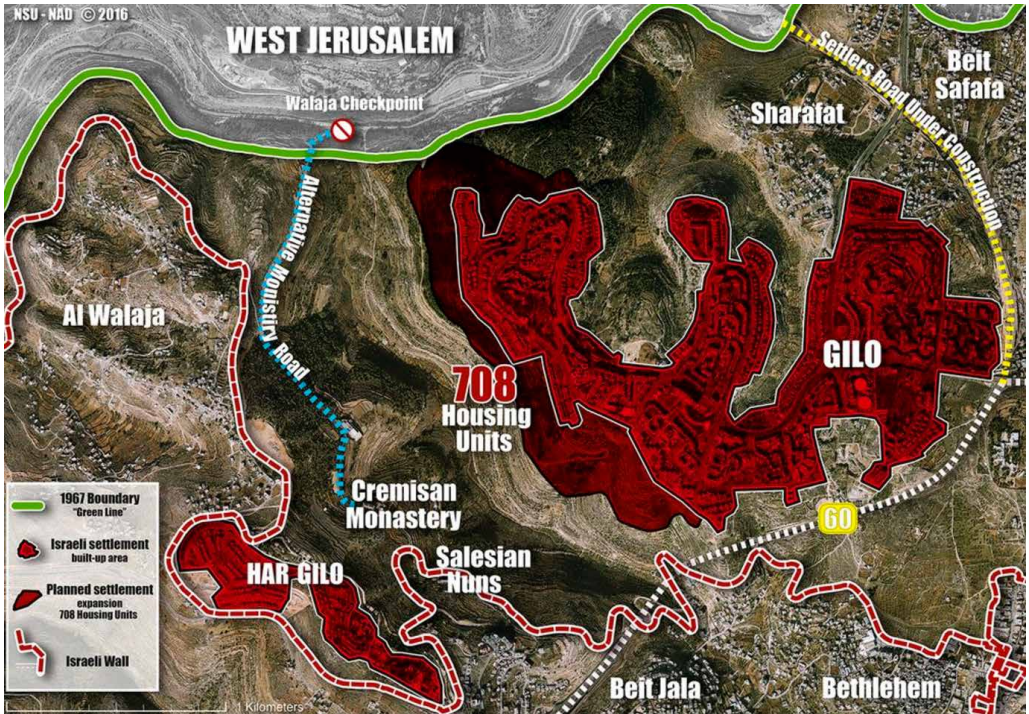 NSU - NAD © 2016
WEST JERUSALEM
Walaja Checkpoint
Settlers Road Under Construction
Beit
Safafa
Sharafat
Alternative Monistiry Road
Al Walaja
GILO
708
Housing
Units
Cremisan
Monastery
60
HAR GILO
Salesian
Nuns
Beit Jala
Bethlehem
1967 Boundary
"Green Line"
Israeli settlement
built-up area
Planned settlement
expansion
708 Housing Units
Israeli Wall
1 Kilometers